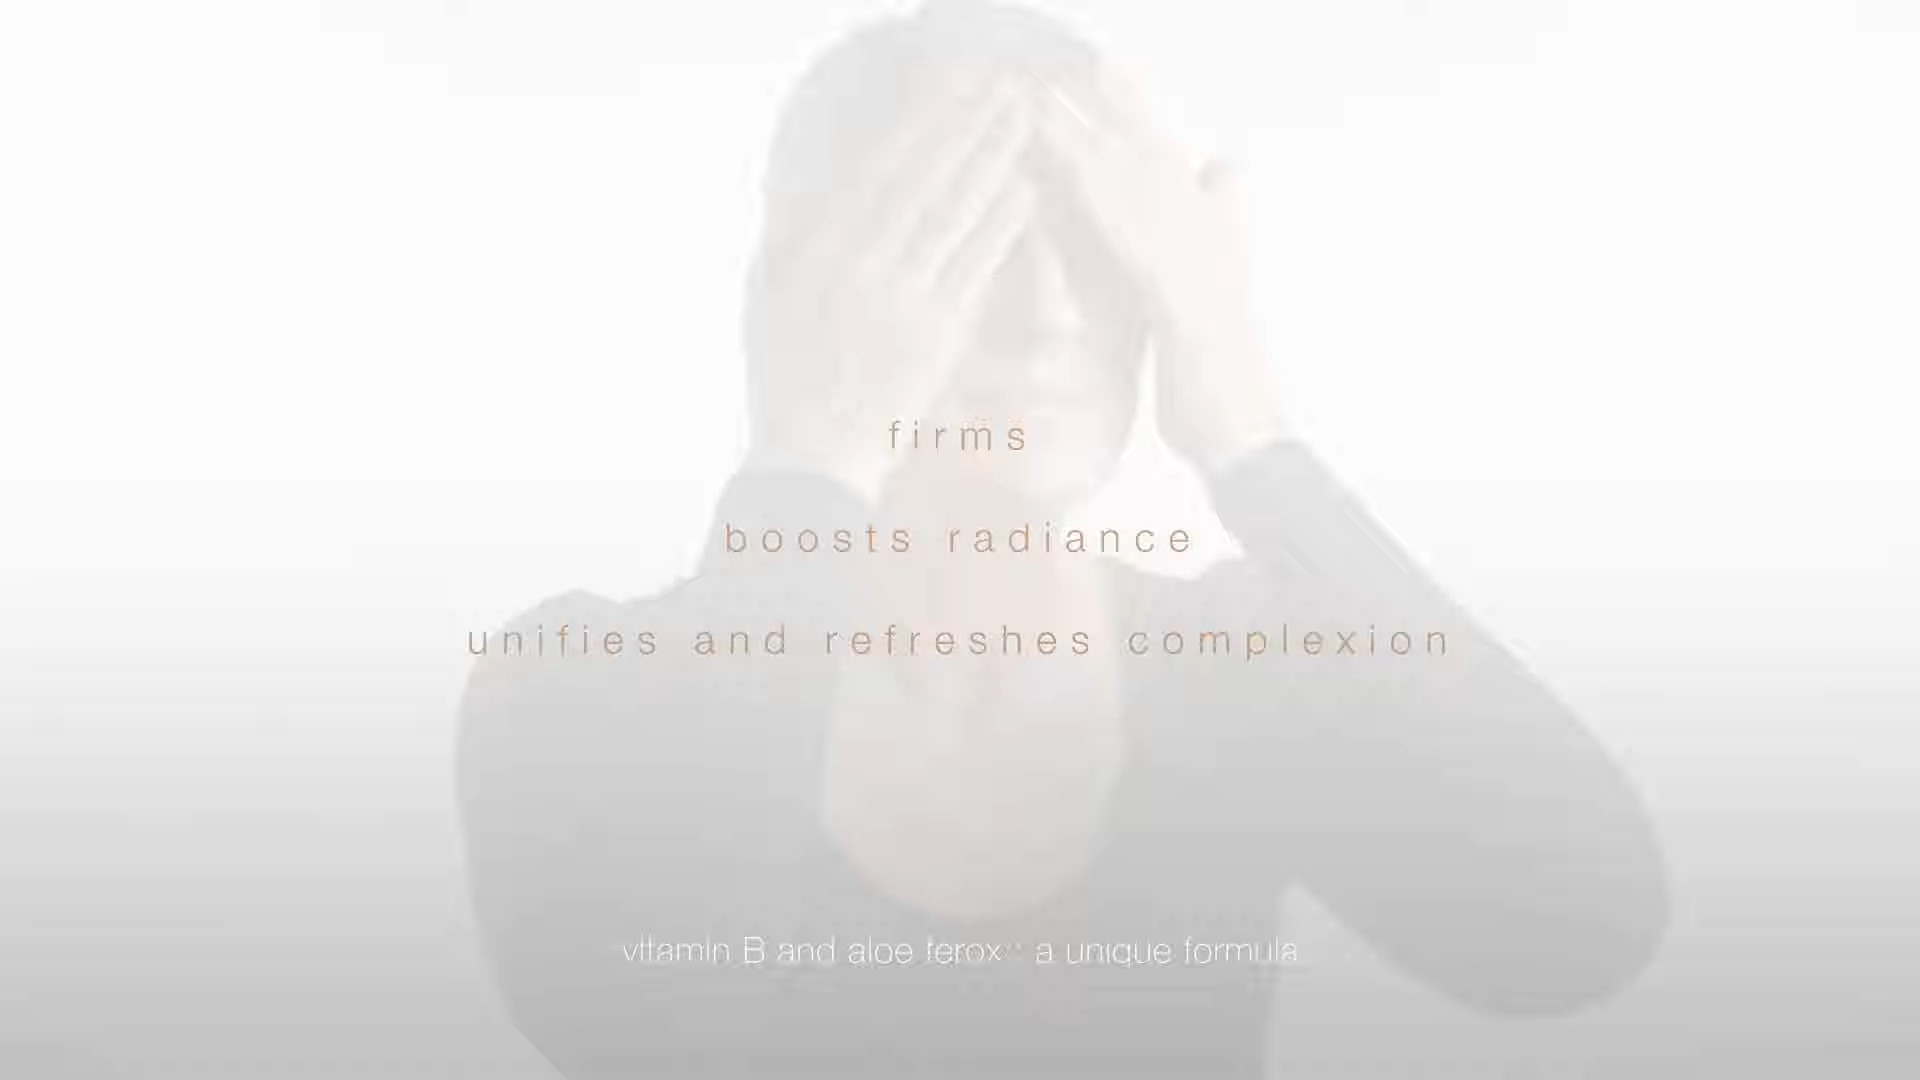 firms
boosts radiance
unifies and refreshes complexion
vitamin B and aloe ferox : a unique formula